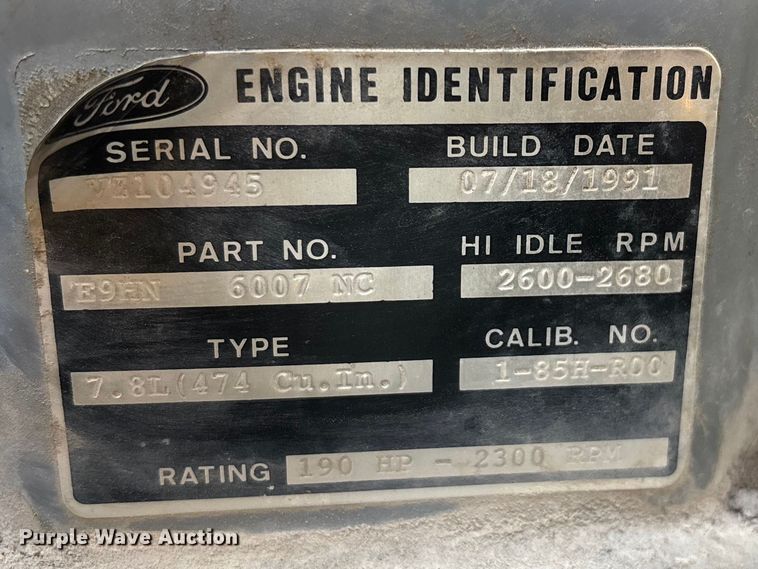 Ford ENGINE IDENTIFICATION
SERIAL NO. BUILD DATE
07/18/1991
PART NO. HI IDLE RPM
E9HN 6007 NC 2600-2680
TYPE CALIB. NO.
7.8L(474 Cu.In.) 1-85H-R00
RATING 190 HP - 2300 RPM
Purple Wave Auction